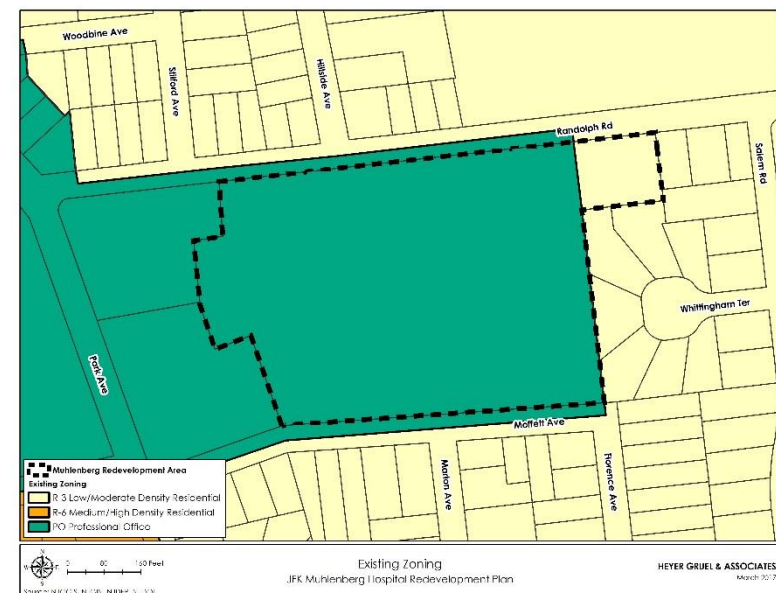 Woodbine Ave
Stilford Ave
Hillside Ave
Randolph Rd
Salem Rd
Whittingham Ter
Park Ave
Moffett Ave
Marlon Ave
Florence Ave
Muhlenberg Redevelopment Area
Existing Zoning
R-3 Low/Moderate Density Residential
R-6 Medium/High Density Residential
PO Professional Office
N
W
S
0 80 160 Feet
Existing Zoning
JFK Muhlenberg Hospital Redevelopment Plan
HEYER GRUEL & ASSOCIATES
March 2017